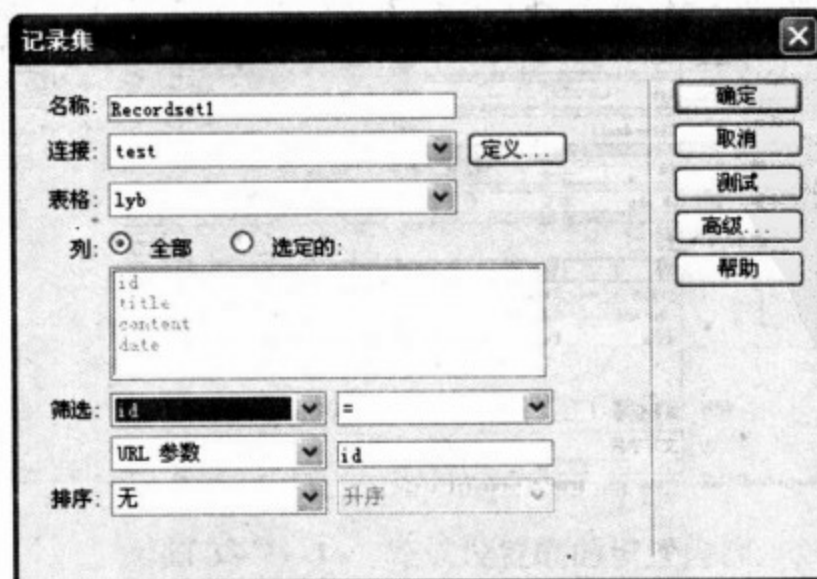 记录集
名称: Recordset1
连接: test 定义...
表格: lyb
列: 全部 选定的:
id
title
content
date
筛选: id =
URL 参数 id
排序: 无 升序
确定
取消
测试
高级...
帮助